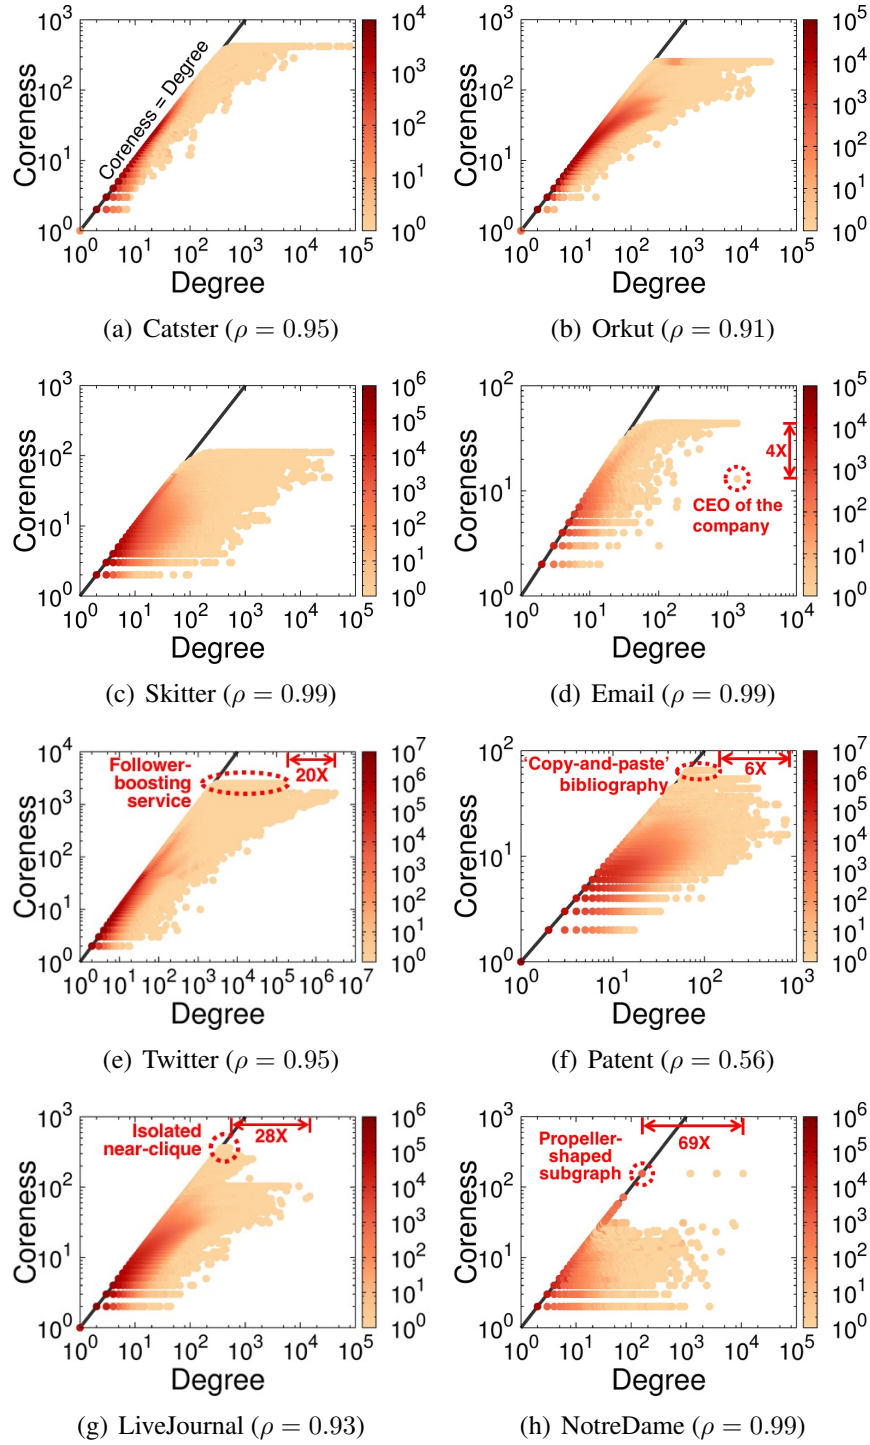 10^3
10^2
10^1
10^0
Coreness
Coreness = Degree
10^0 10^1 10^2 10^3 10^4 10^5
Degree
10^4
10^3
10^2
10^1
10^0
(a) Catster (ρ = 0.95)
10^3
10^2
10^1
10^0
Coreness
10^0 10^1 10^2 10^3 10^4 10^5
Degree
10^5
10^4
10^3
10^2
10^1
10^0
(b) Orkut (ρ = 0.91)
10^3
10^2
10^1
10^0
Coreness
10^0 10^1 10^2 10^3 10^4 10^5
Degree
10^6
10^5
10^4
10^3
10^2
10^1
10^0
(c) Skitter (ρ = 0.99)
10^2
10^1
10^0
Coreness
4X
CEO of the
company
10^0 10^1 10^2 10^3 10^4
Degree
10^5
10^4
10^3
10^2
10^1
10^0
(d) Email (ρ = 0.99)
10^4
10^3
10^2
10^1
10^0
Coreness
Follower-
boosting
service
20X
10^0 10^1 10^2 10^3 10^4 10^5 10^6 10^7
Degree
10^7
10^6
10^5
10^4
10^3
10^2
10^1
10^0
(e) Twitter (ρ = 0.95)
10^2
10^1
10^0
Coreness
'Copy-and-paste'
bibliography
6X
10^0 10^1 10^2 10^3
Degree
10^7
10^6
10^5
10^4
10^3
10^2
10^1
10^0
(f) Patent (ρ = 0.56)
10^3
10^2
10^1
10^0
Coreness
Isolated
near-clique
28X
10^0 10^1 10^2 10^3 10^4 10^5
Degree
10^6
10^5
10^4
10^3
10^2
10^1
10^0
(g) LiveJournal (ρ = 0.93)
10^3
10^2
10^1
10^0
Coreness
Propeller-
shaped
subgraph
69X
10^0 10^1 10^2 10^3 10^4 10^5
Degree
10^6
10^5
10^4
10^3
10^2
10^1
10^0
(h) NotreDame (ρ = 0.99)